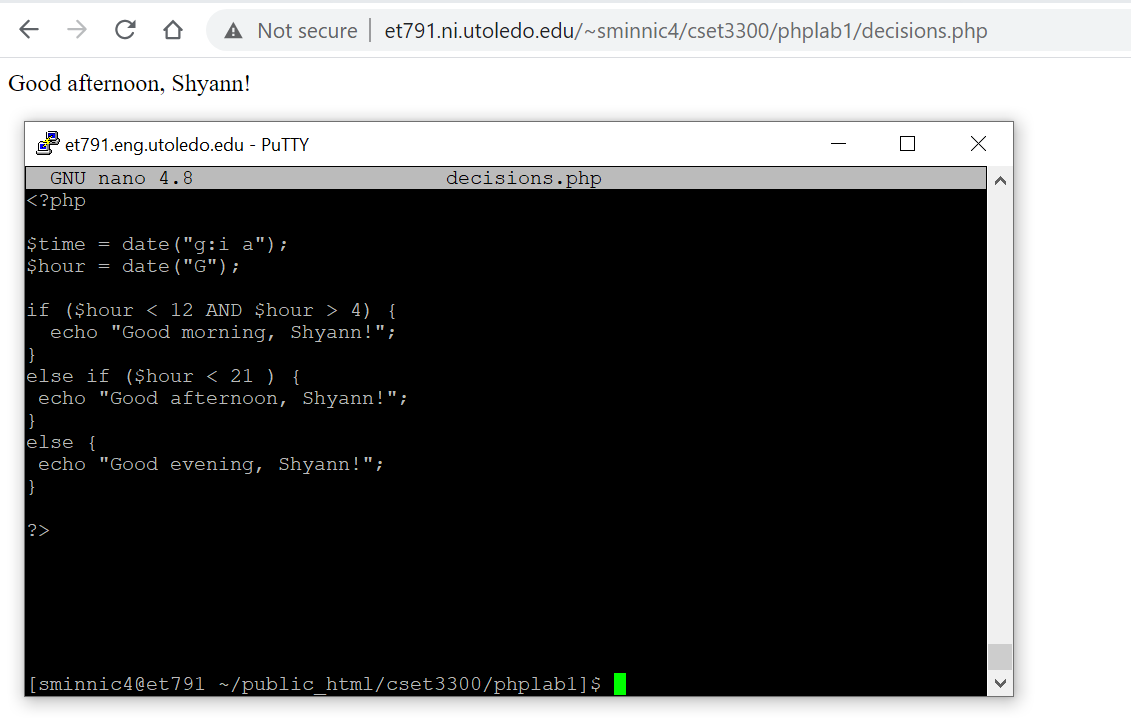 Not secure | et791.ni.utoledo.edu/~sminnic4/cset3300/phplab1/decisions.php
Good afternoon, Shyann!
et791.eng.utoledo.edu - PuTTY
GNU nano 4.8 decisions.php
<?php
$time = date("g:i a");
$hour = date("G");
if ($hour < 12 AND $hour > 4) {
  echo "Good morning, Shyann!";
}
else if ($hour < 21 ) {
 echo "Good afternoon, Shyann!";
}
else {
 echo "Good evening, Shyann!";
}
?>
[sminnic4@et791 ~/public_html/cset3300/phplab1]$